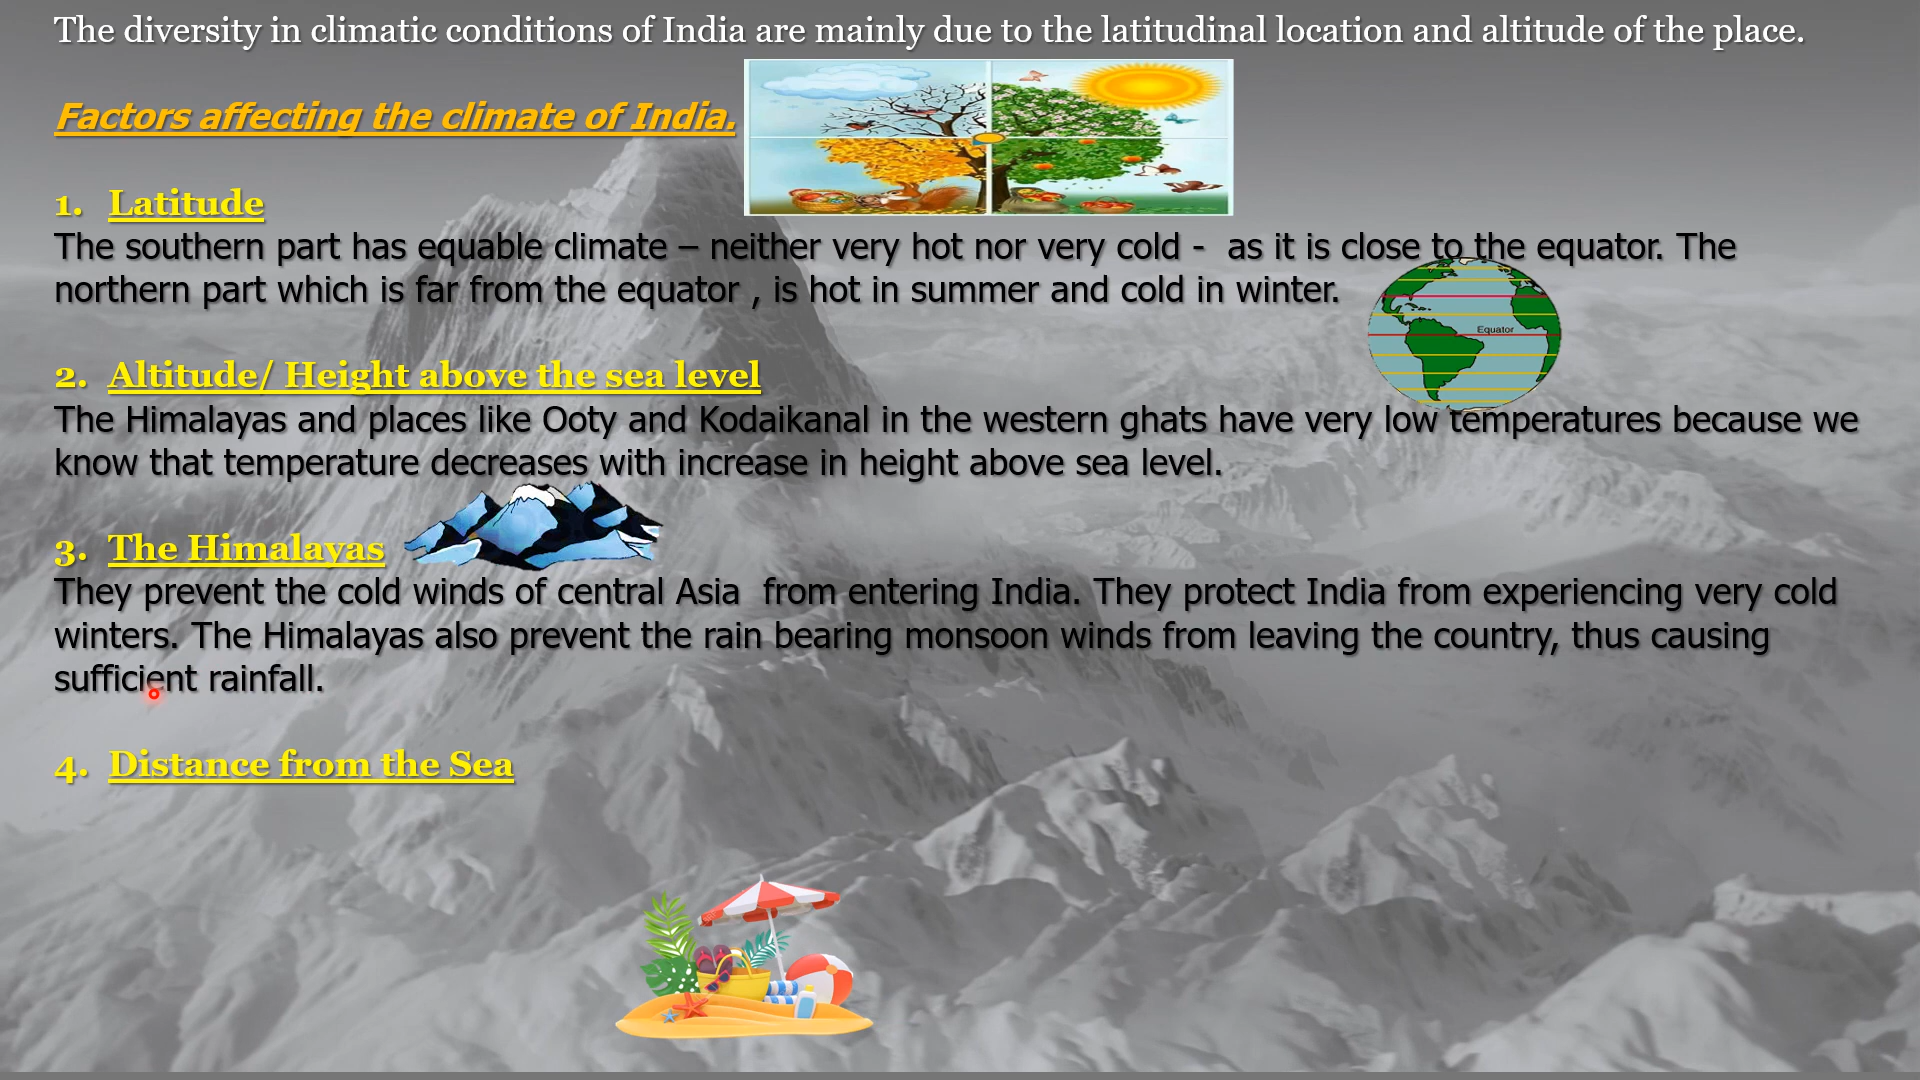 The diversity in climatic conditions of India are mainly due to the latitudinal location and altitude of the place.
Factors affecting the climate of India.
1. Latitude
The southern part has equable climate – neither very hot nor very cold - as it is close to the equator. The
northern part which is far from the equator , is hot in summer and cold in winter.
Equator
2. Altitude/ Height above the sea level
The Himalayas and places like Ooty and Kodaikanal in the western ghats have very low temperatures because we
know that temperature decreases with increase in height above sea level.
3. The Himalayas
They prevent the cold winds of central Asia from entering India. They protect India from experiencing very cold
winters. The Himalayas also prevent the rain bearing monsoon winds from leaving the country, thus causing
sufficient rainfall.
4. Distance from the Sea